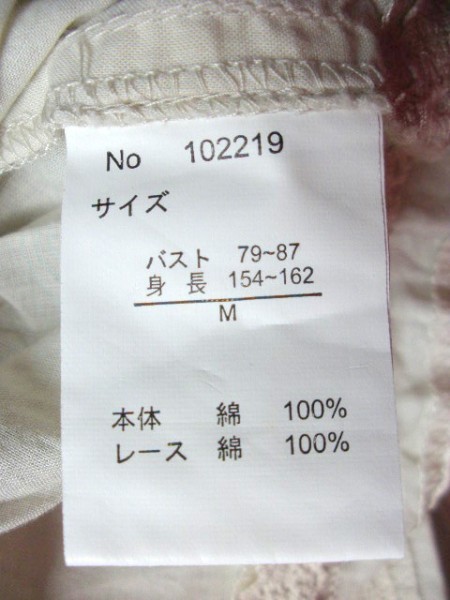 No 102219
サイズ
バスト 79~87
身長 154~162
M
本体 綿 100%
レース 綿 100%